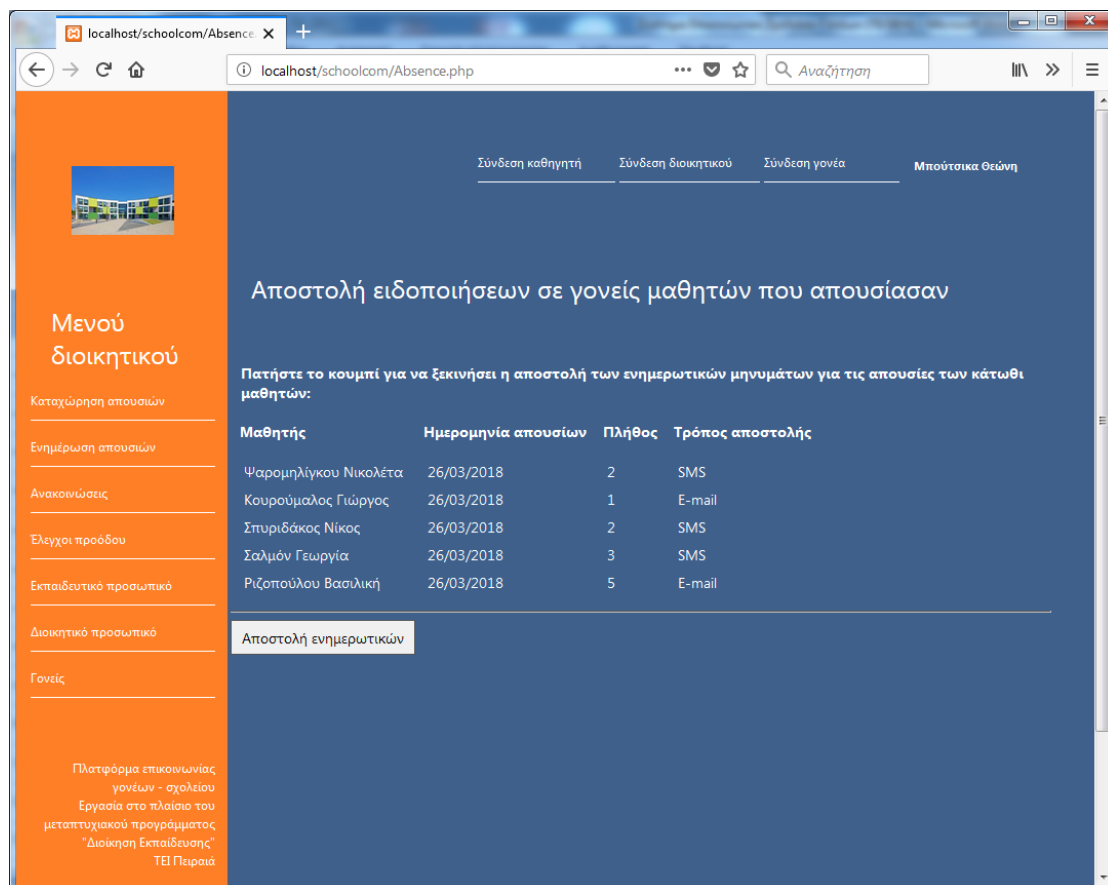 localhost/schoolcom/Absence.
localhost/schoolcom/Absence.php
Αναζήτηση
Σύνδεση καθηγητή
Σύνδεση διοικητικού
Σύνδεση γονέα
Μπούτσικα Θεώνη
Μενού
διοικητικού
Καταχώρηση απουσιών
Ενημέρωση απουσιών
Ανακοινώσεις
Έλεγχοι προόδου
Εκπαιδευτικό προσωπικό
Διοικητικό προσωπικό
Γονείς
Πλατφόρμα επικοινωνίας
γονέων - σχολείου
Εργασία στο πλαίσιο του
μεταπτυχιακού προγράμματος
"Διοίκηση Εκπαίδευσης"
ΤΕΙ Πειραιά
Αποστολή ειδοποιήσεων σε γονείς μαθητών που απουσίασαν
Πατήστε το κουμπί για να ξεκινήσει η αποστολή των ενημερωτικών μηνυμάτων για τις απουσίες των κάτωθι
μαθητών:
Μαθητής Ημερομηνία απουσίων Πλήθος Τρόπος αποστολής
Ψαρομηλίγκου Νικολέτα 26/03/2018 2 SMS
Κουρούμαλος Γιώργος 26/03/2018 1 E-mail
Σπυριδάκος Νίκος 26/03/2018 2 SMS
Σαλμόν Γεωργία 26/03/2018 3 SMS
Ριζοπούλου Βασιλική 26/03/2018 5 E-mail
Αποστολή ενημερωτικών